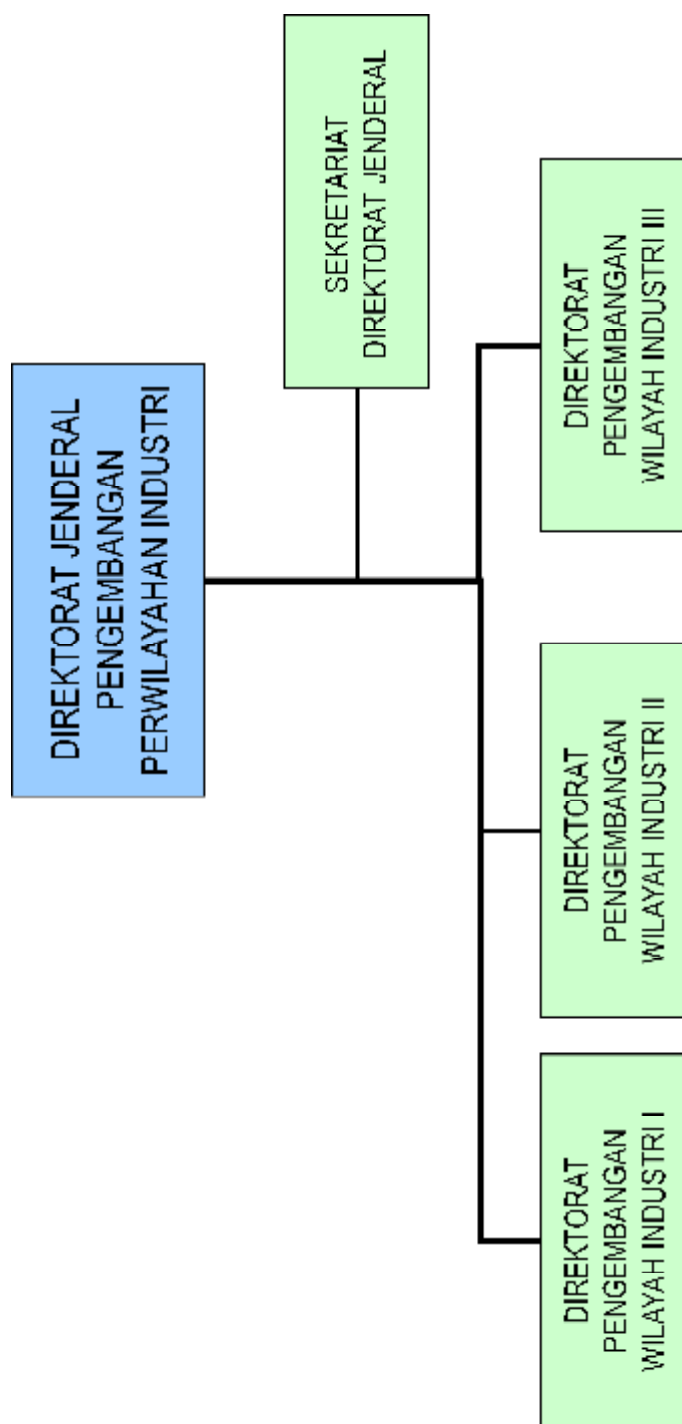 DIREKTORAT JENDERAL
PENGEMBANGAN
PERWILAYAHAN INDUSTRI
SEKRETARIAT
DIREKTORAT JENDERAL
DIREKTORAT
PENGEMBANGAN
WILAYAH INDUSTRI I
DIREKTORAT
PENGEMBANGAN
WILAYAH INDUSTRI II
DIREKTORAT
PENGEMBANGAN
WILAYAH INDUSTRI III